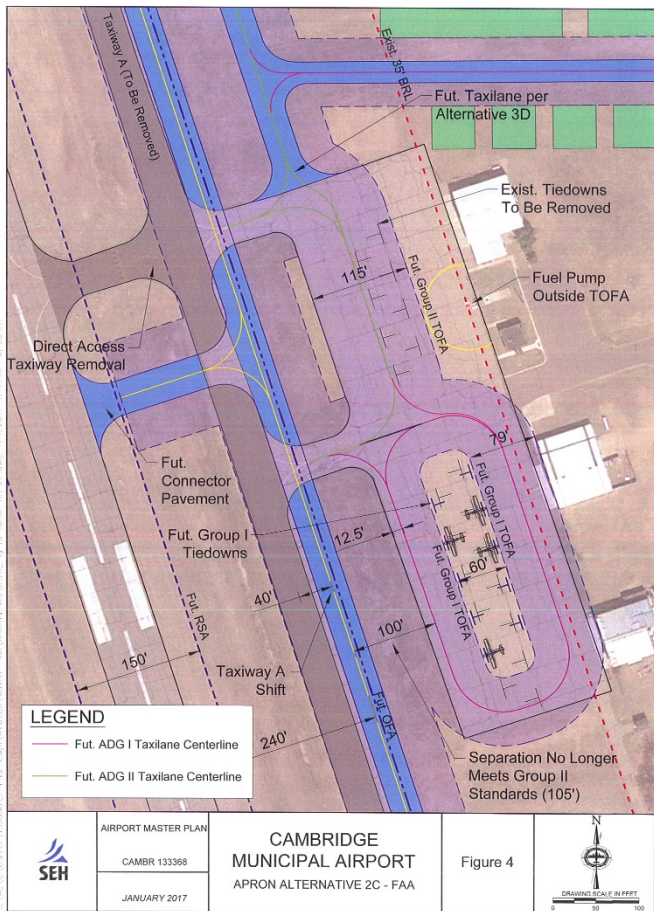 Taxiway A (To Be Removed)
Exist. 35' BRL
Fut. Taxilane per
Alternative 3D
Exist. Tiedowns
To Be Removed
115'
Fut. Group II TOFA
Fuel Pump
Outside TOFA
Direct Access
Taxiway Removal
Fut.
Connector
Pavement
79'
Fut. Group I TOFA
Fut. Group I
Tiedowns
12.5'
60'
Fut. Group I TOFA
40'
Fut. RSA
100'
150'
Taxiway A
Shift
Fut. OFA
240'
Separation No Longer
Meets Group II
Standards (105')
LEGEND
Fut. ADG I Taxilane Centerline
Fut. ADG II Taxilane Centerline
SEH
AIRPORT MASTER PLAN
CAMBR 133368
JANUARY 2017
CAMBRIDGE
MUNICIPAL AIRPORT
APRON ALTERNATIVE 2C - FAA
Figure 4
N
DRAWING SCALE IN FEET
0 50 100